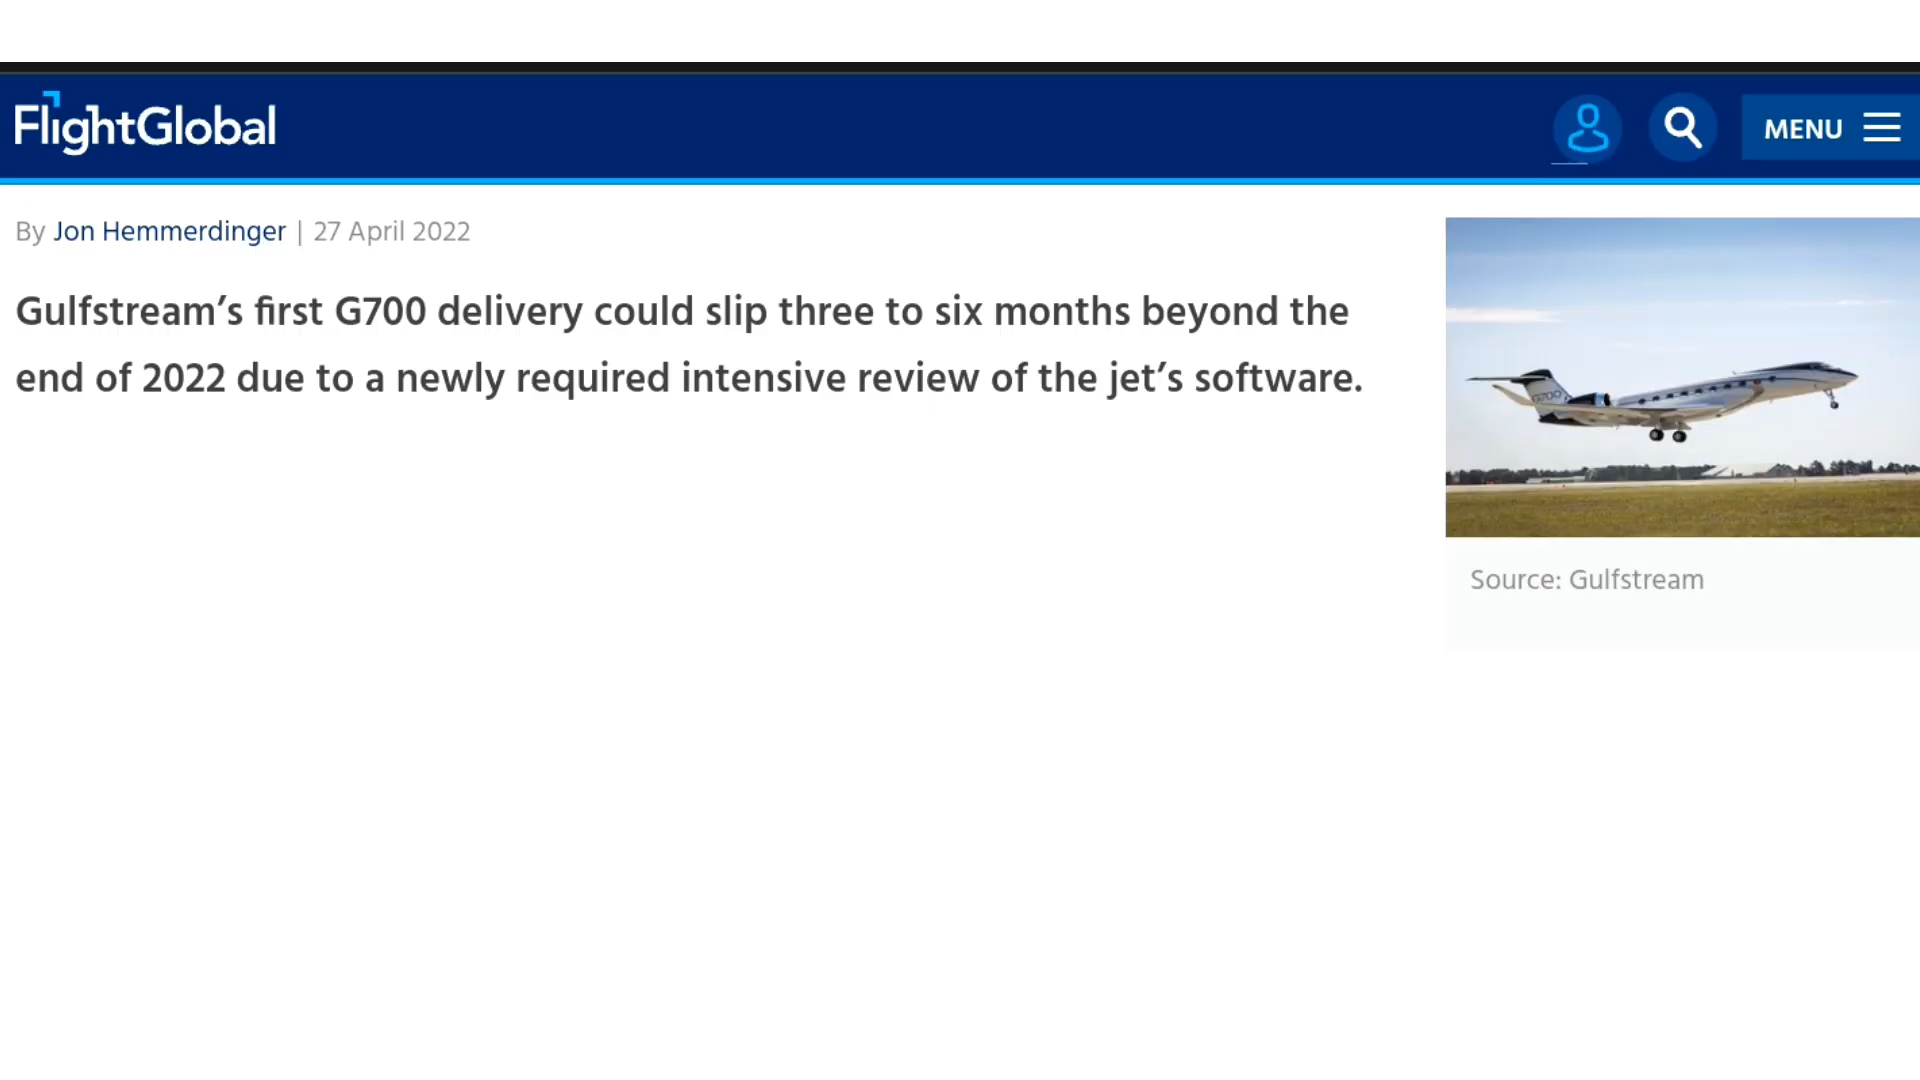 FlightGlobal
MENU
By Jon Hemmerdinger | 27 April 2022
Gulfstream’s first G700 delivery could slip three to six months beyond the
end of 2022 due to a newly required intensive review of the jet’s software.
G700
Source: Gulfstream